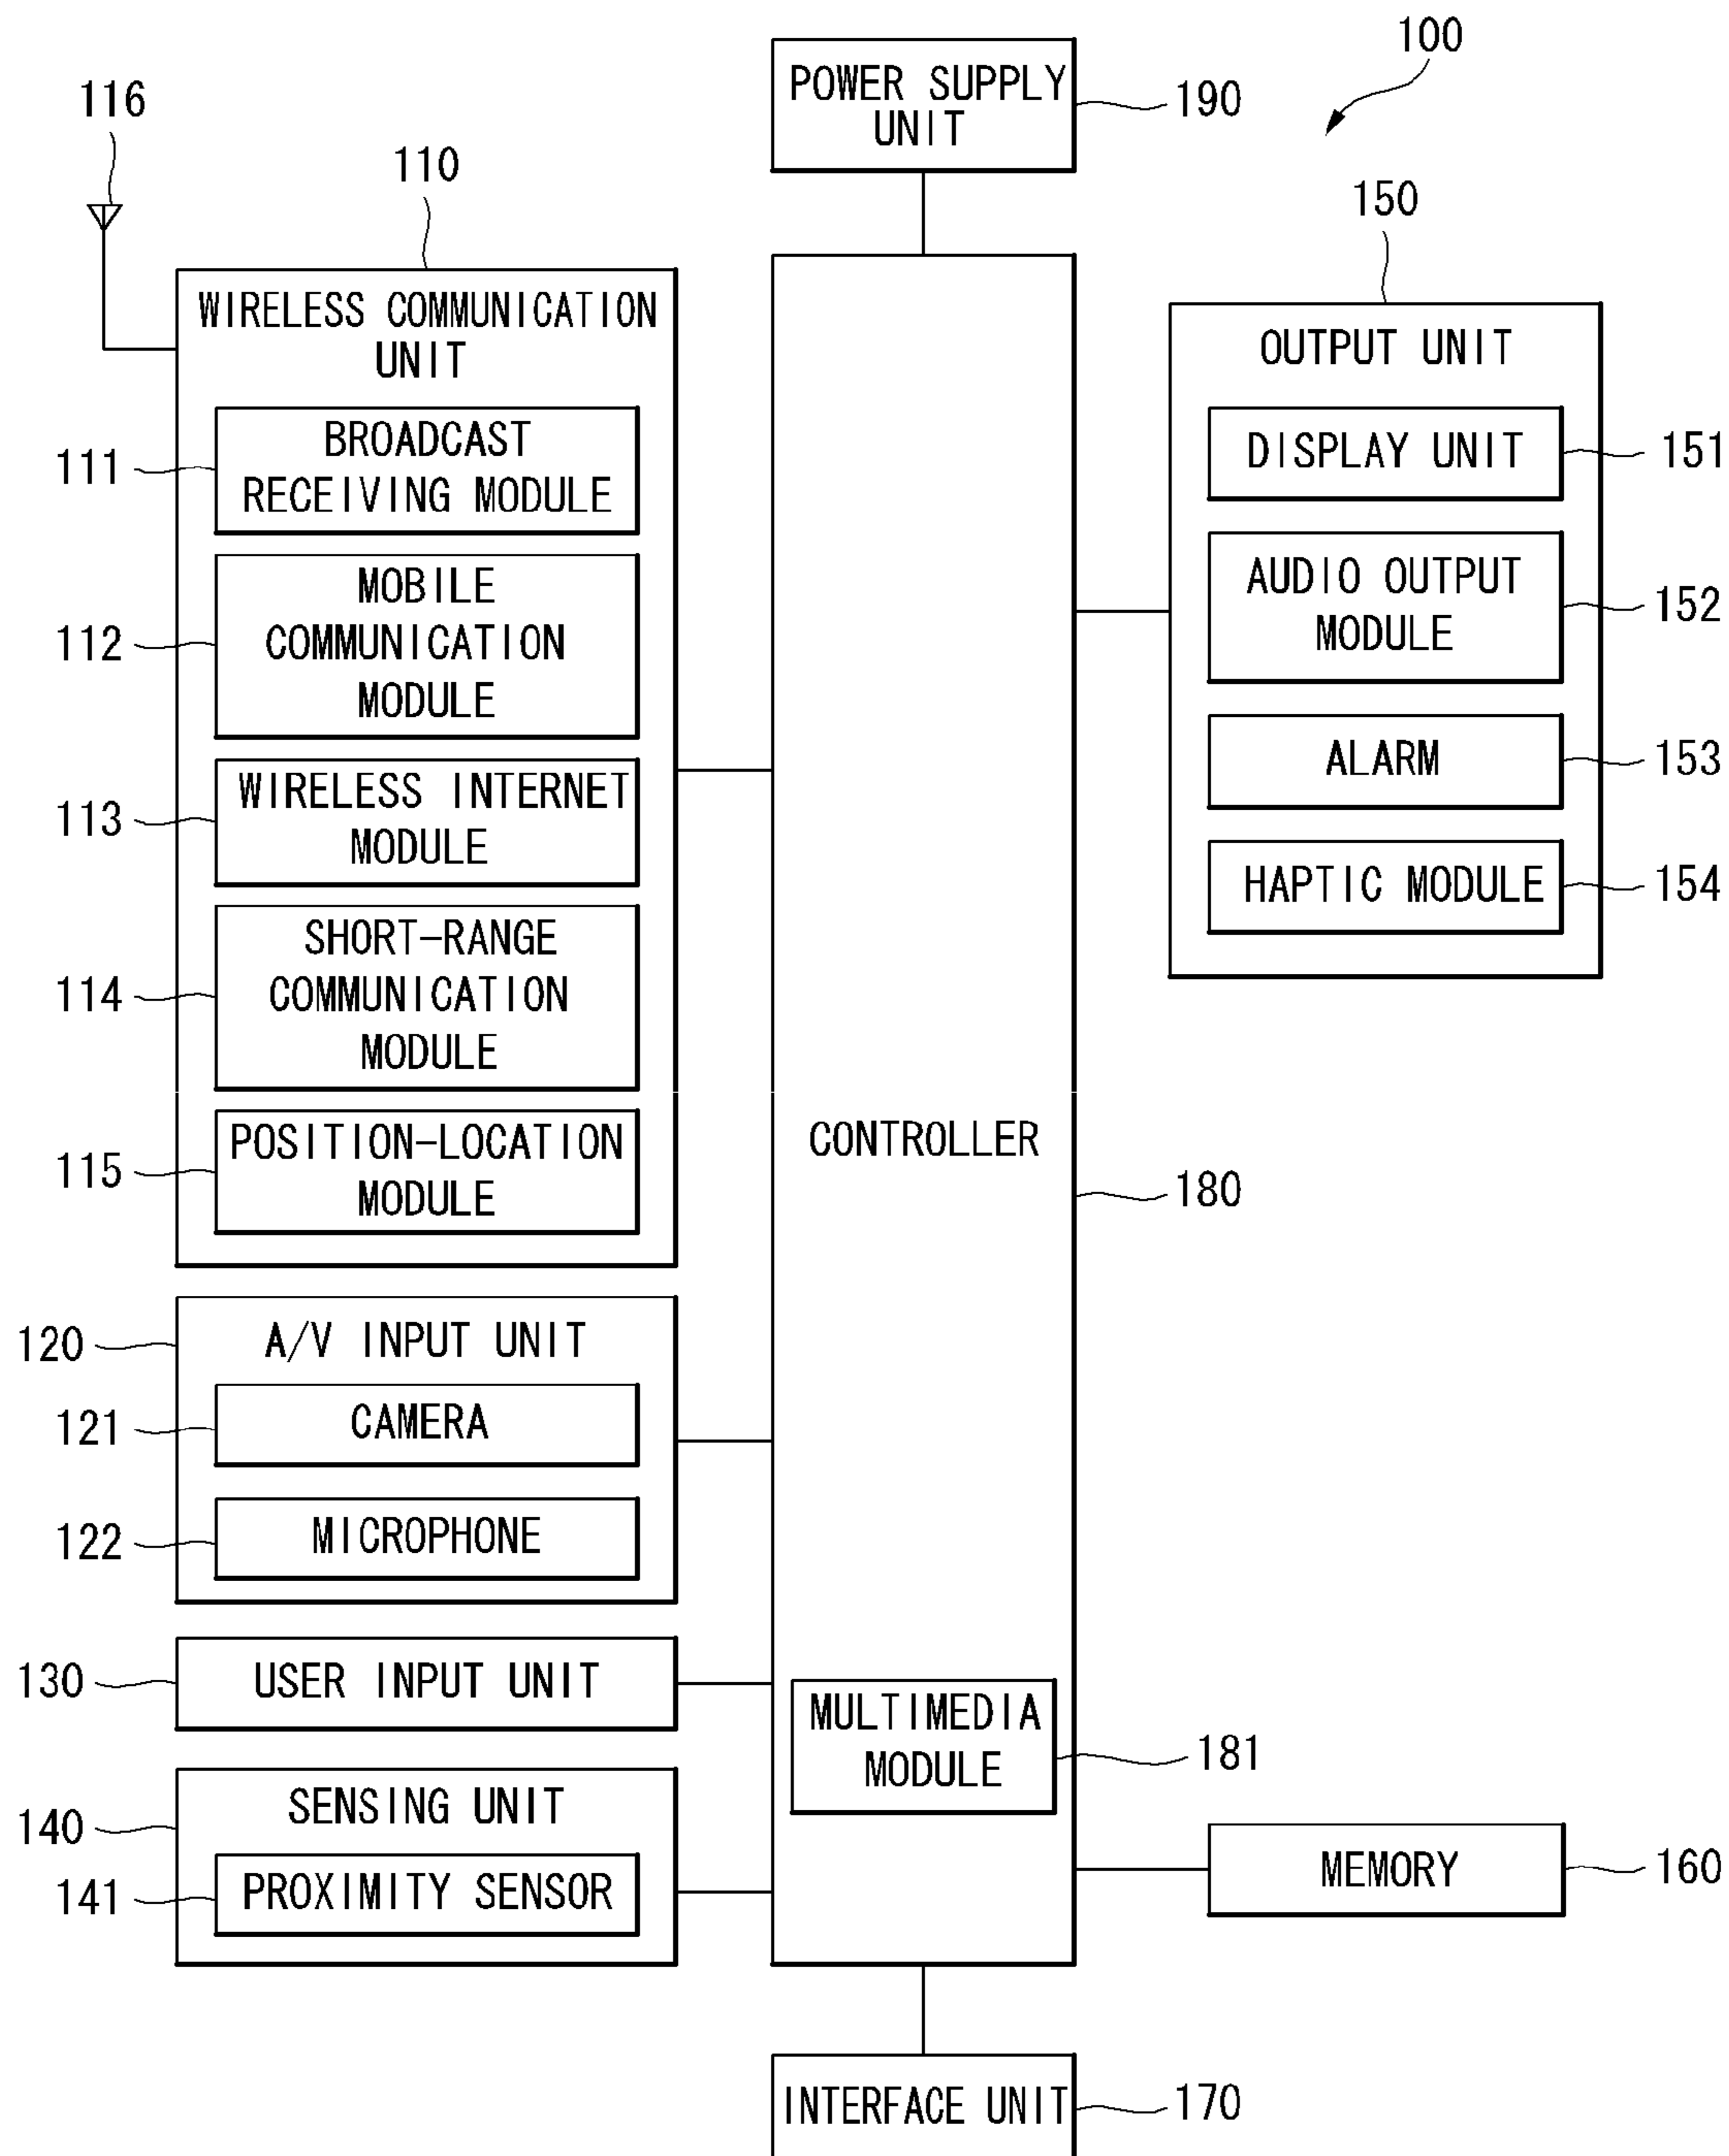 100
POWER SUPPLY
UNIT
190
116
110
150
WIRELESS COMMUNICATION
UNIT
111
BROADCAST
RECEIVING MODULE
112
MOBILE
COMMUNICATION
MODULE
113
WIRELESS INTERNET
MODULE
114
SHORT-RANGE
COMMUNICATION
MODULE
115
POSITION-LOCATION
MODULE
120
A/V INPUT UNIT
121
CAMERA
122
MICROPHONE
130
USER INPUT UNIT
140
SENSING UNIT
141
PROXIMITY SENSOR
CONTROLLER
180
MULTIMEDIA
MODULE
181
OUTPUT UNIT
DISPLAY UNIT
151
AUDIO OUTPUT
MODULE
152
ALARM
153
HAPTIC MODULE
154
MEMORY
160
INTERFACE UNIT
170